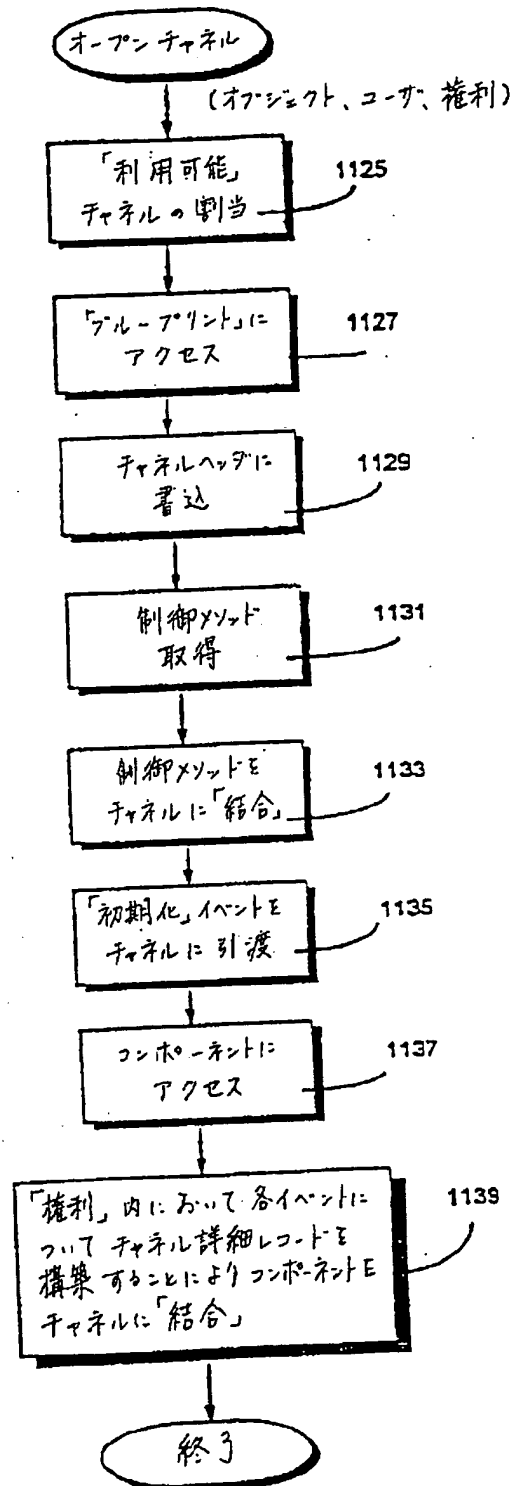 オープンチャネル
(オブジェクト、ユーザ、権利)
「利用可能」
チャネルの割当
1125
「ブループリント」に
アクセス
1127
チャネルヘッダに
書込
1129
制御メソッド
取得
1131
制御メソッドを
チャネルに「結合」
1133
「初期化」イベントを
チャネルに引渡
1135
コンポーネントに
アクセス
1137
「権利」内において各イベントに
ついてチャネル詳細レコードを
構築することによりコンポーネントを
チャネルに「結合」
1139
終了